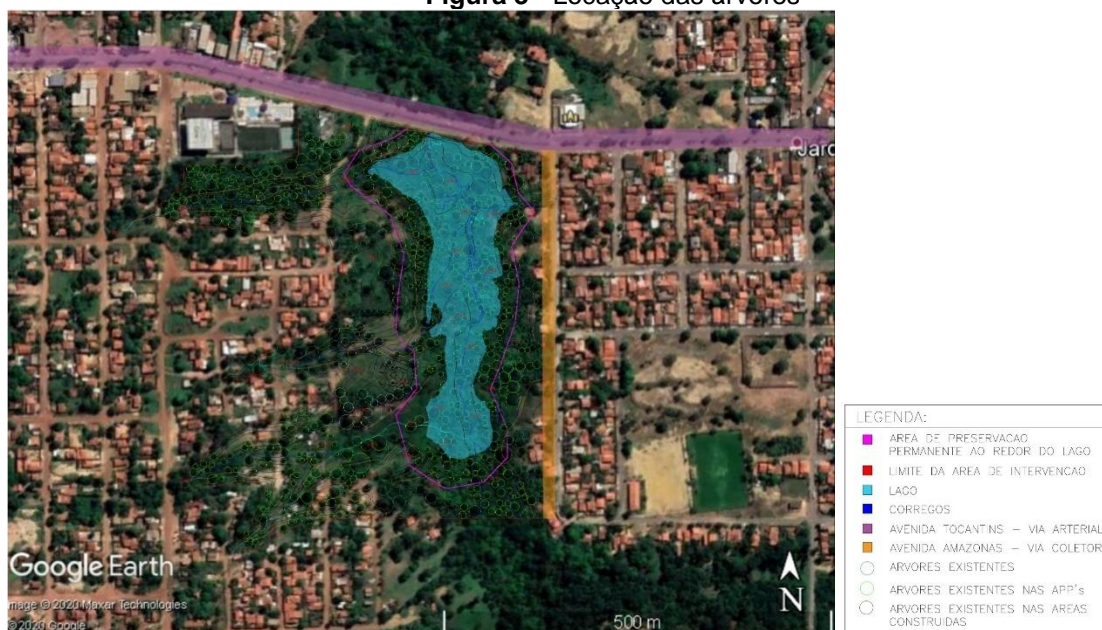 Figura 3 - Locação das árvores
Jard
Google Earth
mage © 2020 Maxar Technologies
© 2020 Google
500 m
N
LEGENDA:
AREA DE PRESERVACAO
PERMANENTE AO REDOR DO LAGO
LIMITE DA AREA DE INTERVENCAO
LAGO
CORREGOS
AVENIDA TOCANTINS – VIA ARTERIAL
AVENIDA AMAZONAS – VIA COLETOR
ARVORES EXISTENTES
ARVORES EXISTENTES NAS APP's
ARVORES EXISTENTES NAS AREAS
CONSTRUIDAS